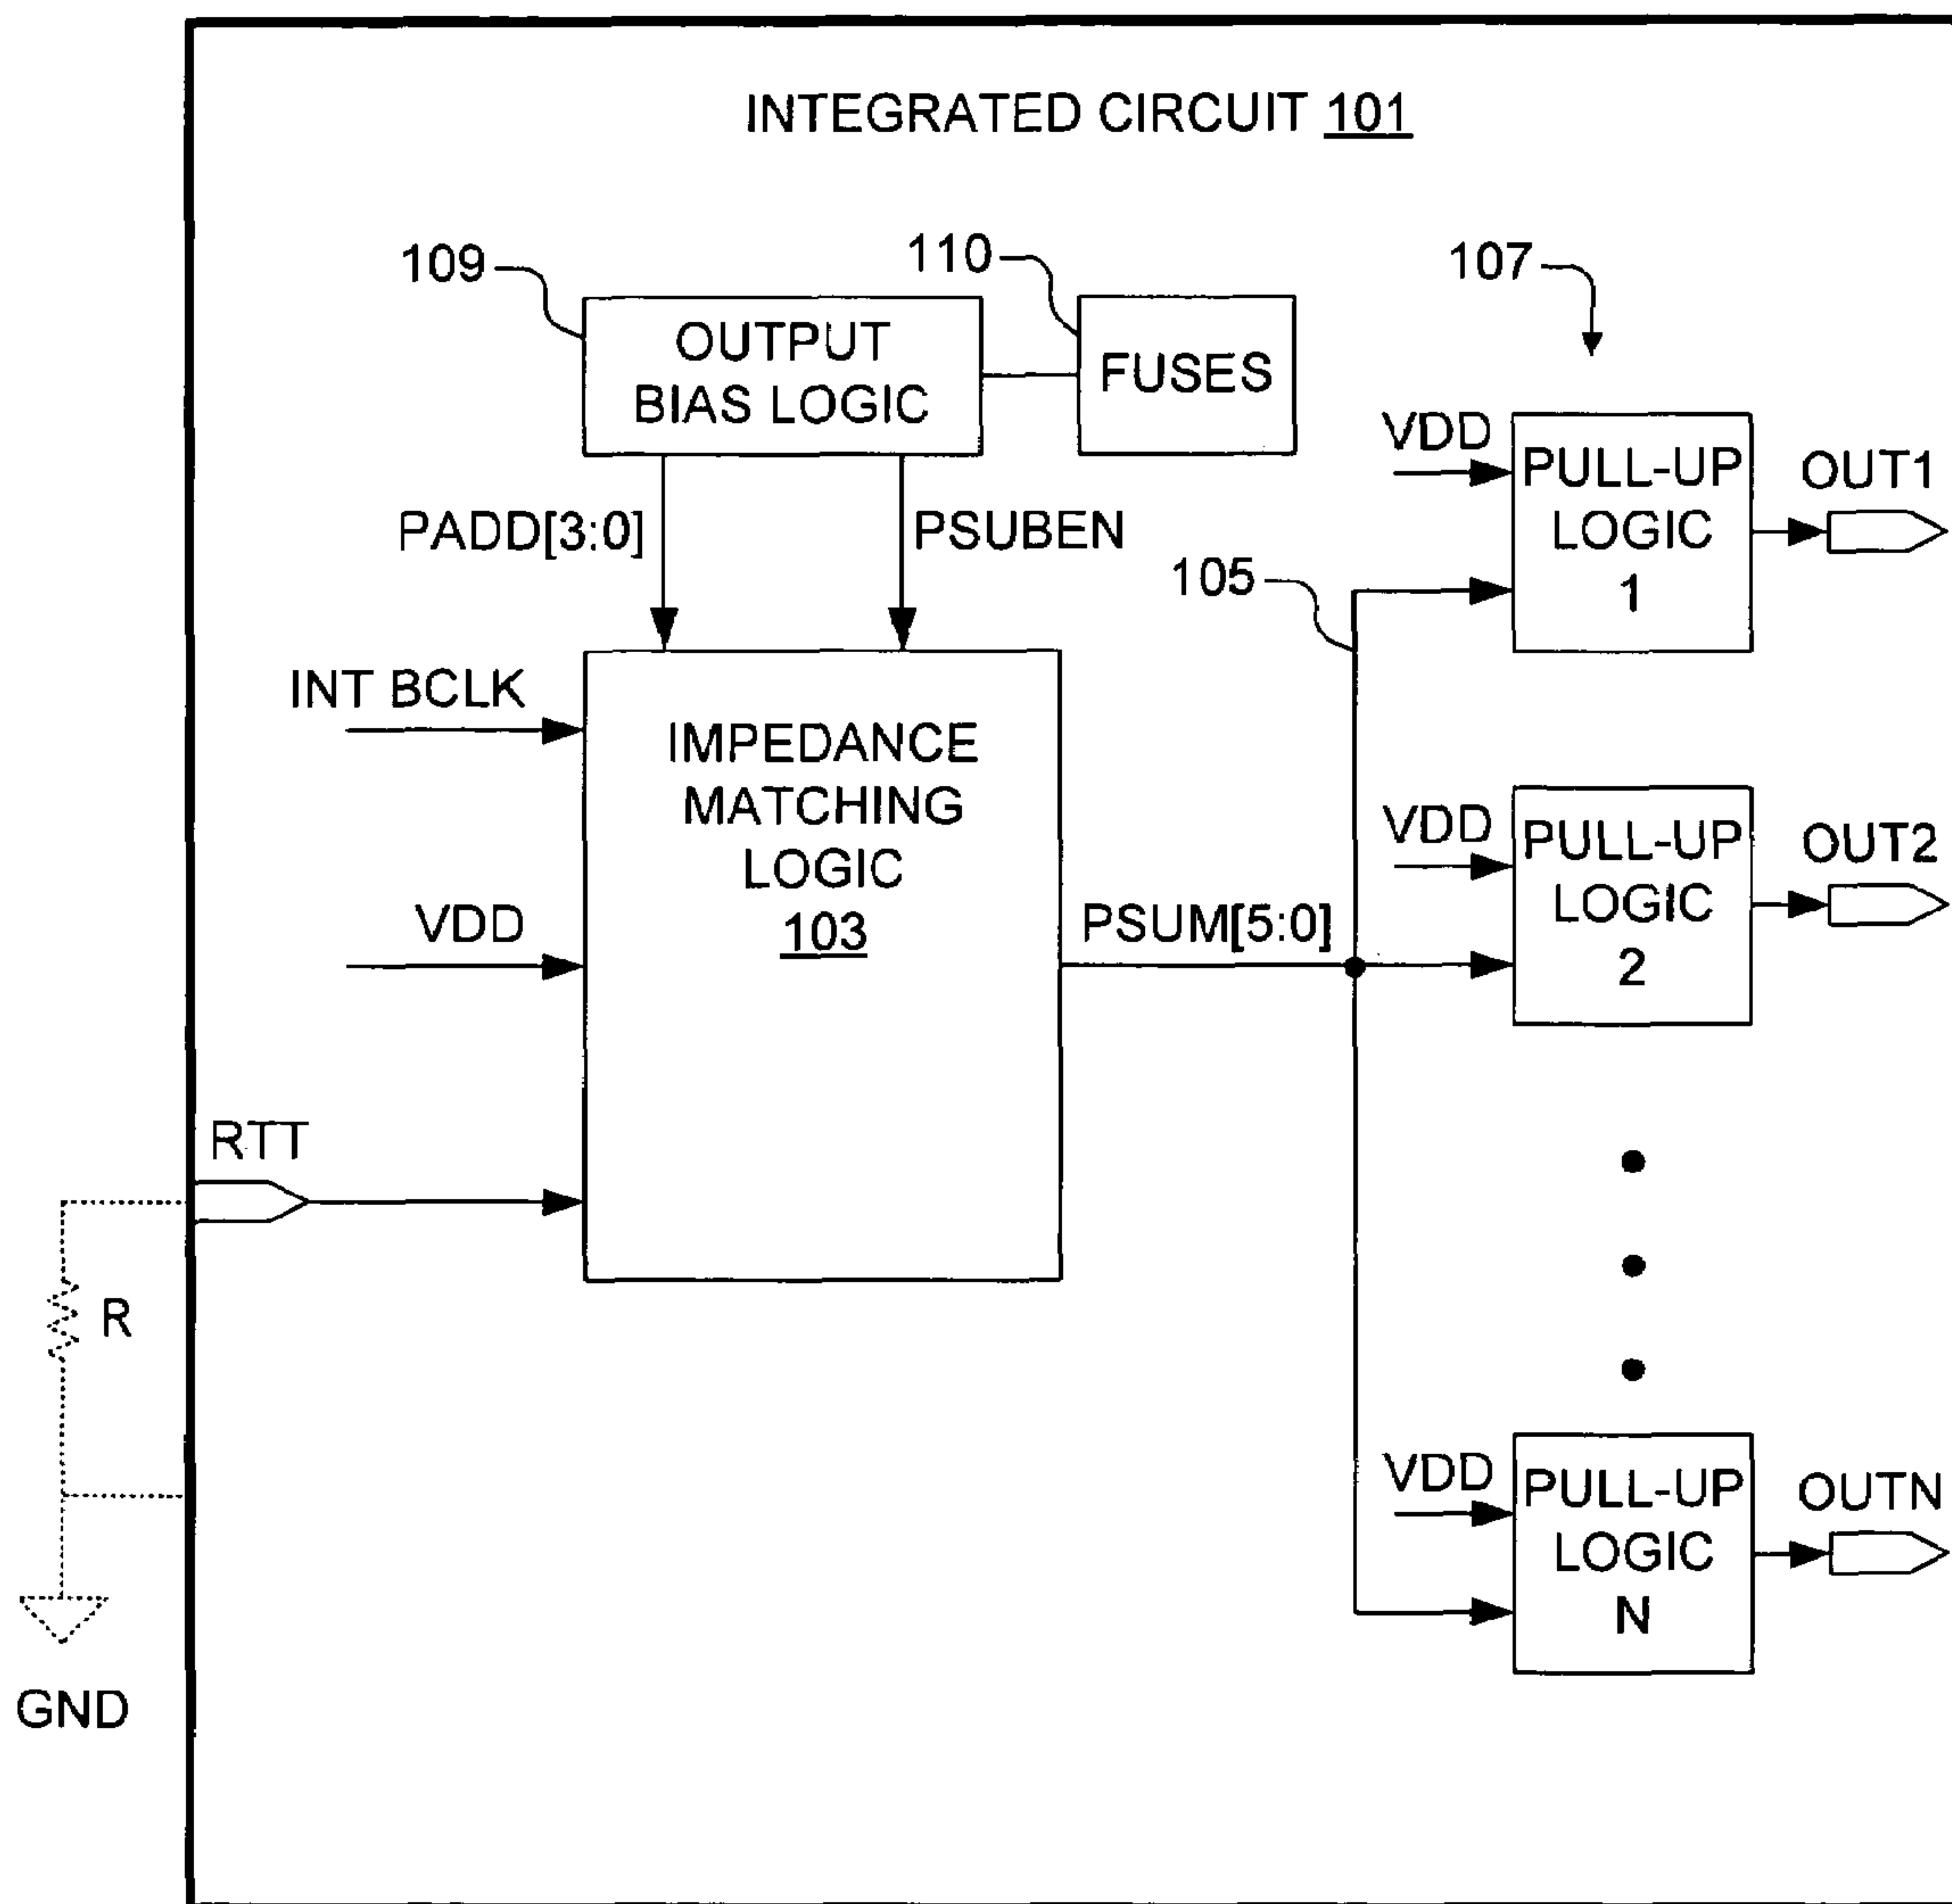 INTEGRATED CIRCUIT 101
109
110
107
OUTPUT
BIAS LOGIC
FUSES
VDD
PULL-UP
LOGIC
1
OUT1
PADD[3:0]
PSUBEN
105
INT BCLK
IMPEDANCE
MATCHING
LOGIC
103
VDD
PULL-UP
LOGIC
2
OUT2
VDD
PSUM[5:0]
RTT
R
VDD
PULL-UP
LOGIC
N
OUTN
GND